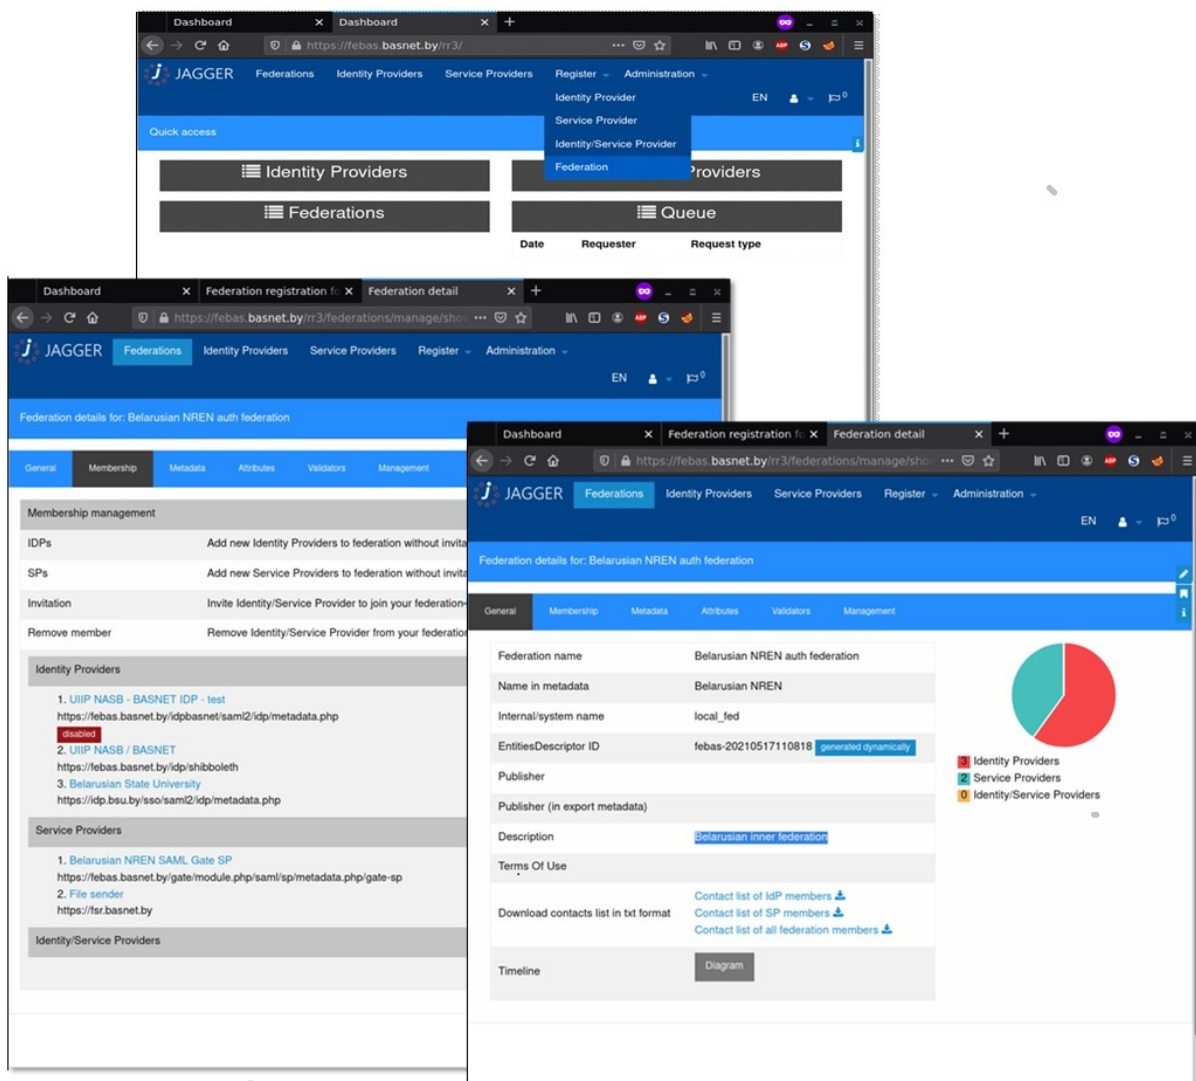 Dashboard
Dashboard
https://febas.basnet.by/rr3/
JAGGER
Federations
Identity Providers
Service Providers
Register
Administration
Identity Provider
EN
0
Service Provider
Quick access
Identity/Service Provider
Federation
Identity Providers
Providers
Federations
Queue
Date
Requester
Request type
Dashboard
Federation registration fo
Federation detail
https://febas.basnet.by/rr3/federations/manage/sho
JAGGER
Federations
Identity Providers
Service Providers
Register
Administration
EN
0
Federation details for: Belarusian NREN auth federation
General
Membership
Metadata
Attributes
Validators
Management
Membership management
IDPs
Add new Identity Providers to federation without invita
SPs
Add new Service Providers to federation without invita
Invitation
Invite Identity/Service Provider to join your federation
Remove member
Remove Identity/Service Provider from your federation
Identity Providers
1. UIIP NASB - BASNET IDP - test
https://febas.basnet.by/idpbasnet/saml2/idp/metadata.php
disabled
2. UIIP NASB / BASNET
https://febas.basnet.by/idp/shibboleth
3. Belarusian State University
https://idp.bsu.by/sso/saml2/idp/metadata.php
Service Providers
1. Belarusian NREN SAML Gate SP
https://febas.basnet.by/gate/module.php/saml/sp/metadata.php/gate-sp
2. File sender
https://fsr.basnet.by
Identity/Service Providers
Dashboard
Federation registration fo
Federation detail
https://febas.basnet.by/rr3/federations/manage/sho
JAGGER
Federations
Identity Providers
Service Providers
Register
Administration
EN
0
Federation details for: Belarusian NREN auth federation
General
Membership
Metadata
Attributes
Validators
Management
Federation name
Belarusian NREN auth federation
Name in metadata
Belarusian NREN
Internal/system name
local_fed
EntitiesDescriptor ID
febas-20210517110818 generated dynamically
Publisher
Publisher (in export metadata)
Description
Belarusian inner federation
Terms Of Use
Download contacts list in txt format
Contact list of IdP members
Contact list of SP members
Contact list of all federation members
Timeline
Diagram
3 Identity Providers
2 Service Providers
0 Identity/Service Providers